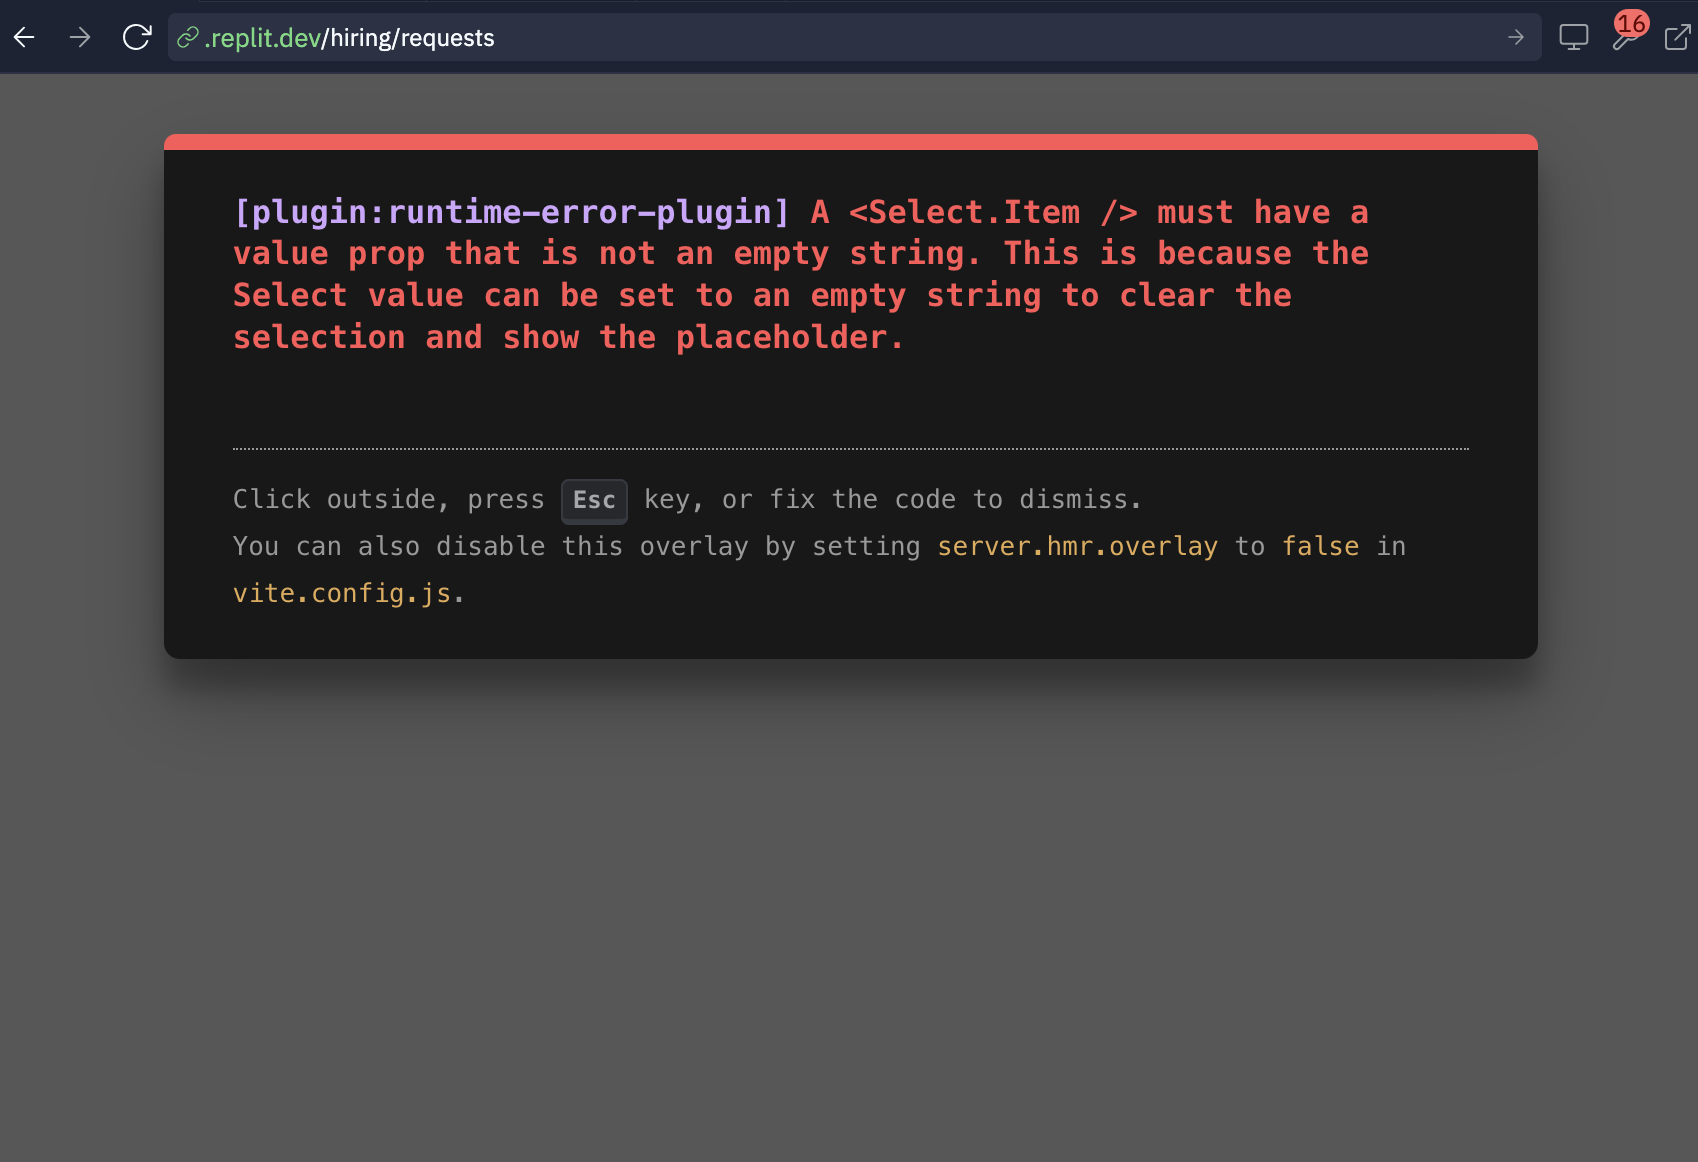 .replit.dev/hiring/requests
16
[plugin:runtime-error-plugin] A <Select.Item /> must have a
value prop that is not an empty string. This is because the
Select value can be set to an empty string to clear the
selection and show the placeholder.
Click outside, press Esc key, or fix the code to dismiss.
You can also disable this overlay by setting server.hmr.overlay to false in
vite.config.js.